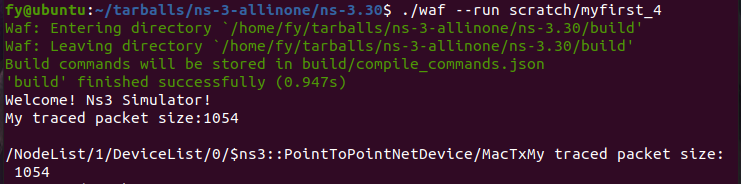 fy@ubuntu:~/tarballs/ns-3-allinone/ns-3.30$ ./waf --run scratch/myfirst_4
Waf: Entering directory `/home/fy/tarballs/ns-3-allinone/ns-3.30/build'
Waf: Leaving directory `/home/fy/tarballs/ns-3-allinone/ns-3.30/build'
Build commands will be stored in build/compile_commands.json
'build' finished successfully (0.947s)
Welcome! Ns3 Simulator!
My traced packet size:1054
/NodeList/1/DeviceList/0/$ns3::PointToPointNetDevice/MacTxMy traced packet size:
1054